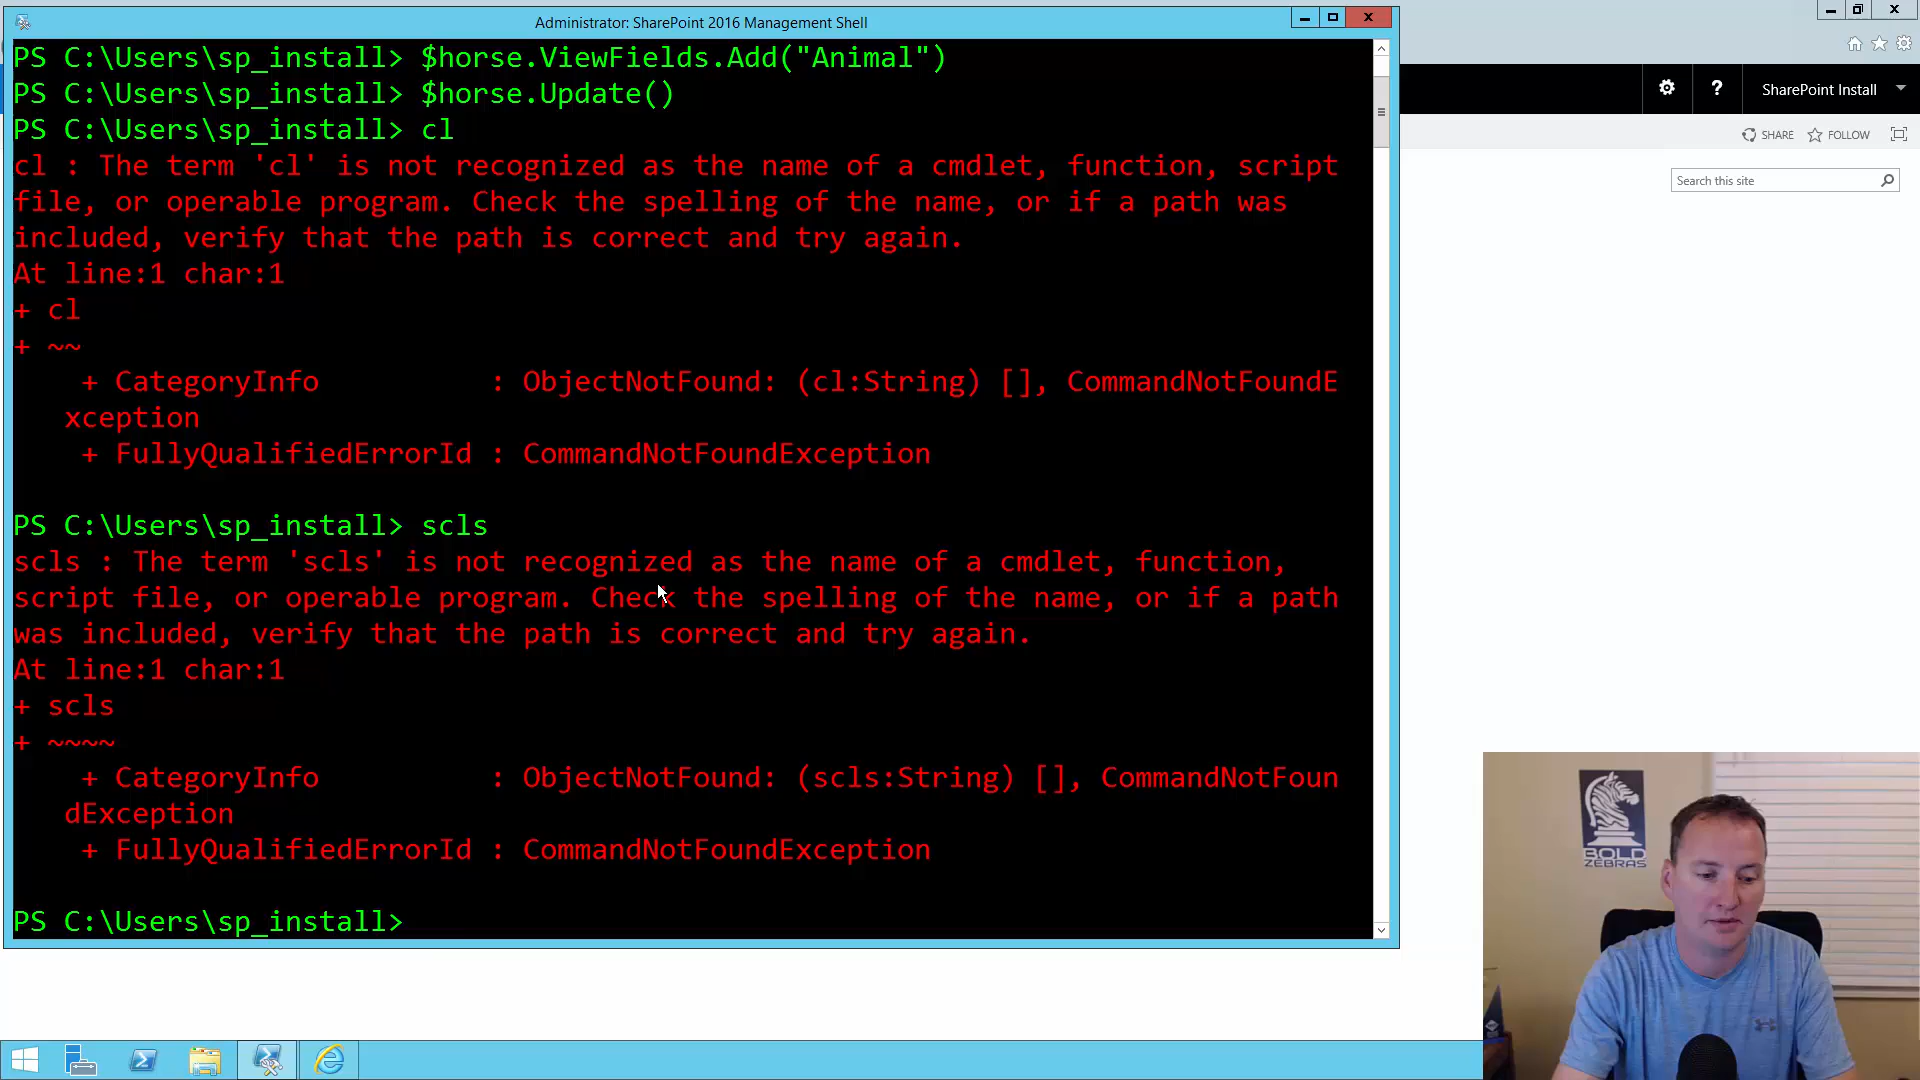 Administrator: SharePoint 2016 Management Shell
PS C:\Users\sp_install> $horse.ViewFields.Add("Animal")
PS C:\Users\sp_install> $horse.Update()
PS C:\Users\sp_install> cl
cl : The term 'cl' is not recognized as the name of a cmdlet, function, script
file, or operable program. Check the spelling of the name, or if a path was
included, verify that the path is correct and try again.
At line:1 char:1
+ cl
+ ~~
+ CategoryInfo : ObjectNotFound: (cl:String) [], CommandNotFoundE
xception
+ FullyQualifiedErrorId : CommandNotFoundException
PS C:\Users\sp_install> scls
scls : The term 'scls' is not recognized as the name of a cmdlet, function,
script file, or operable program. Check the spelling of the name, or if a path
was included, verify that the path is correct and try again.
At line:1 char:1
+ scls
+ ~~~~
+ CategoryInfo : ObjectNotFound: (scls:String) [], CommandNotFoun
dException
+ FullyQualifiedErrorId : CommandNotFoundException
PS C:\Users\sp_install>
? SharePoint Install
SHARE FOLLOW
Search this site
BOLD
ZEBRAS